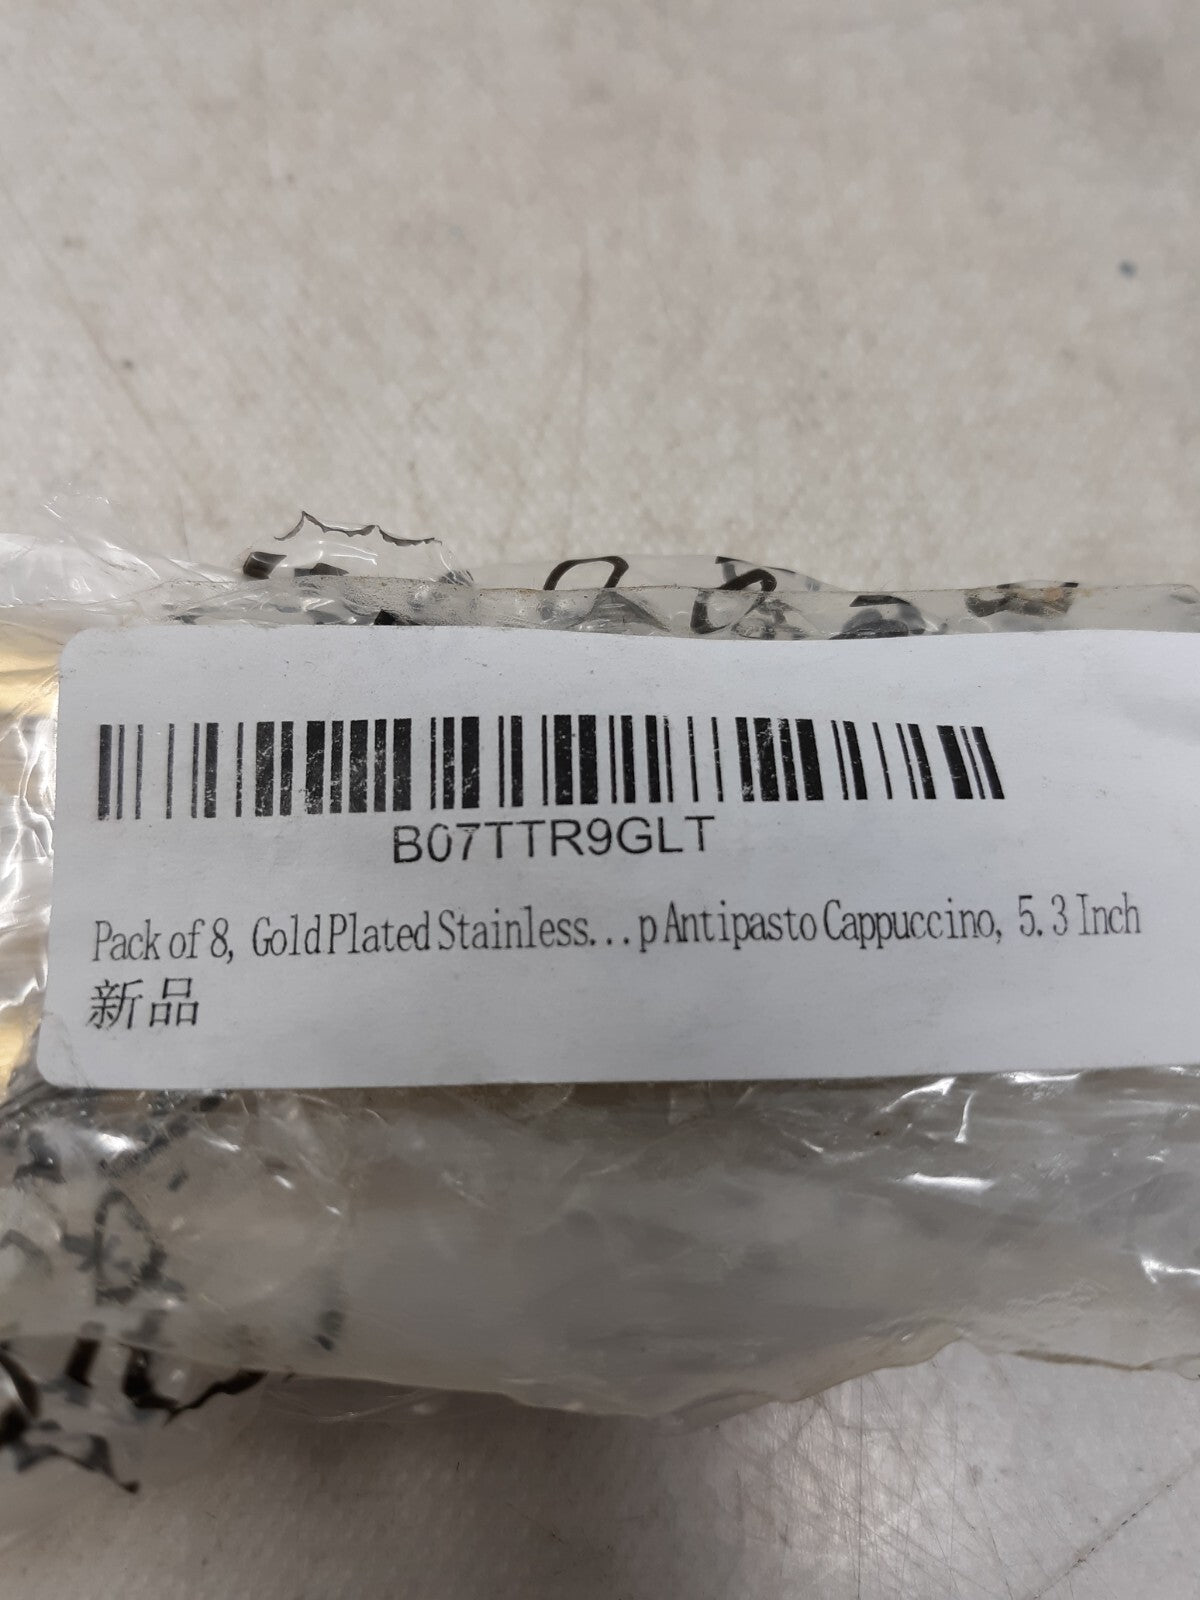 B07TTR9GLT
Pack of 8, Gold Plated Stainless...p Antipasto Cappuccino, 5.3 Inch
新品